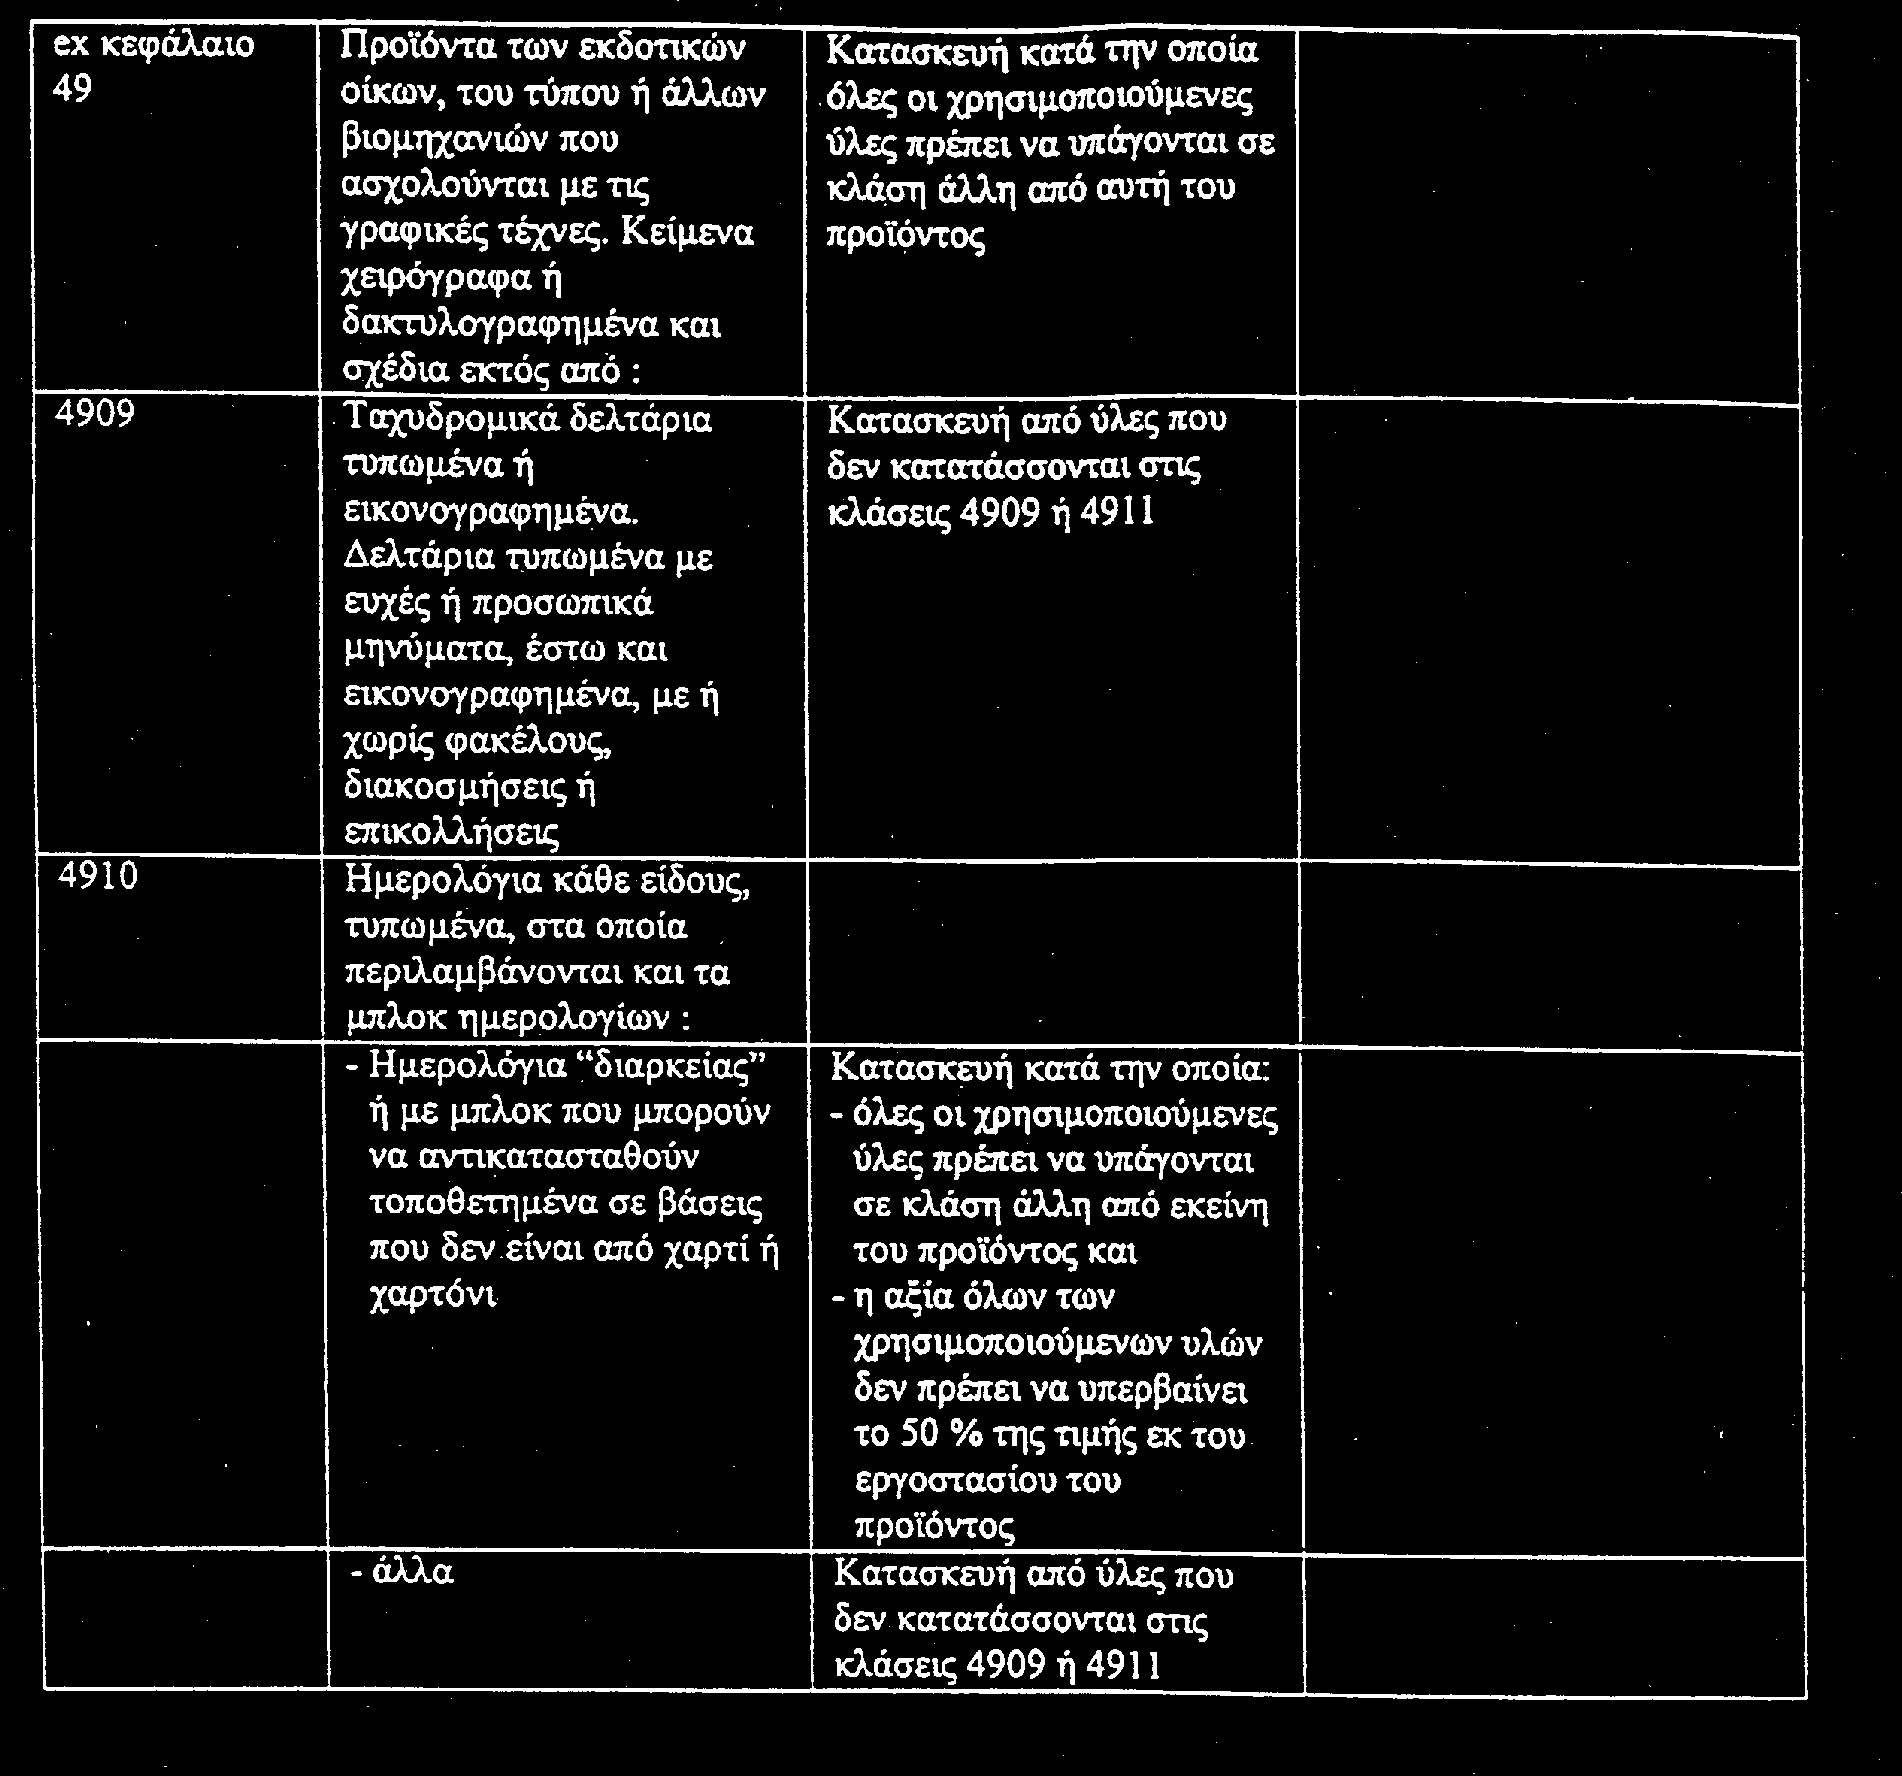 ex κεφάλαιο
49
Προϊόντα των εκδοτικών
οίκων, του τύπου ή άλλων
βιομηχανιών που
ασχολούνται με τις
γραφικές τέχνες. Κείμενα
χειρόγραφα ή
δακτυλογραφημένα και
σχέδια εκτός από :
Κατασκευή κατά την οποία
όλες οι χρησιμοποιούμενες
ύλες πρέπει να υπάγονται σε
κλάση άλλη από αυτή του
προϊόντος
4909
Ταχυδρομικά δελτάρια
τυπωμένα ή
εικονογραφημένα.
Δελτάρια τυπωμένα με
ευχές ή προσωπικά
μηνύματα, έστω και
εικονογραφημένα, με ή
χωρίς φακέλους,
διακοσμήσεις ή
επικολλήσεις
Κατασκευή από ύλες που
δεν κατατάσσονται στις
κλάσεις 4909 ή 4911
4910
Ημερολόγια κάθε είδους,
τυπωμένα, στα οποία
περιλαμβάνονται και τα
μπλοκ ημερολογίων :
- Ημερολόγια “διαρκείας”
ή με μπλοκ που μπορούν
να αντικατασταθούν
τοποθετημένα σε βάσεις
που δεν είναι από χαρτί ή
χαρτόνι
Κατασκευή κατά την οποία:
- όλες οι χρησιμοποιούμενες
ύλες πρέπει να υπάγονται
σε κλάση άλλη από εκείνη
του προϊόντος και
- η αξία όλων των
χρησιμοποιούμενων υλών
δεν πρέπει να υπερβαίνει
το 50 % της τιμής εκ του
εργοστασίου του
προϊόντος
- άλλα
Κατασκευή από ύλες που
δεν κατατάσσονται στις
κλάσεις 4909 ή 4911